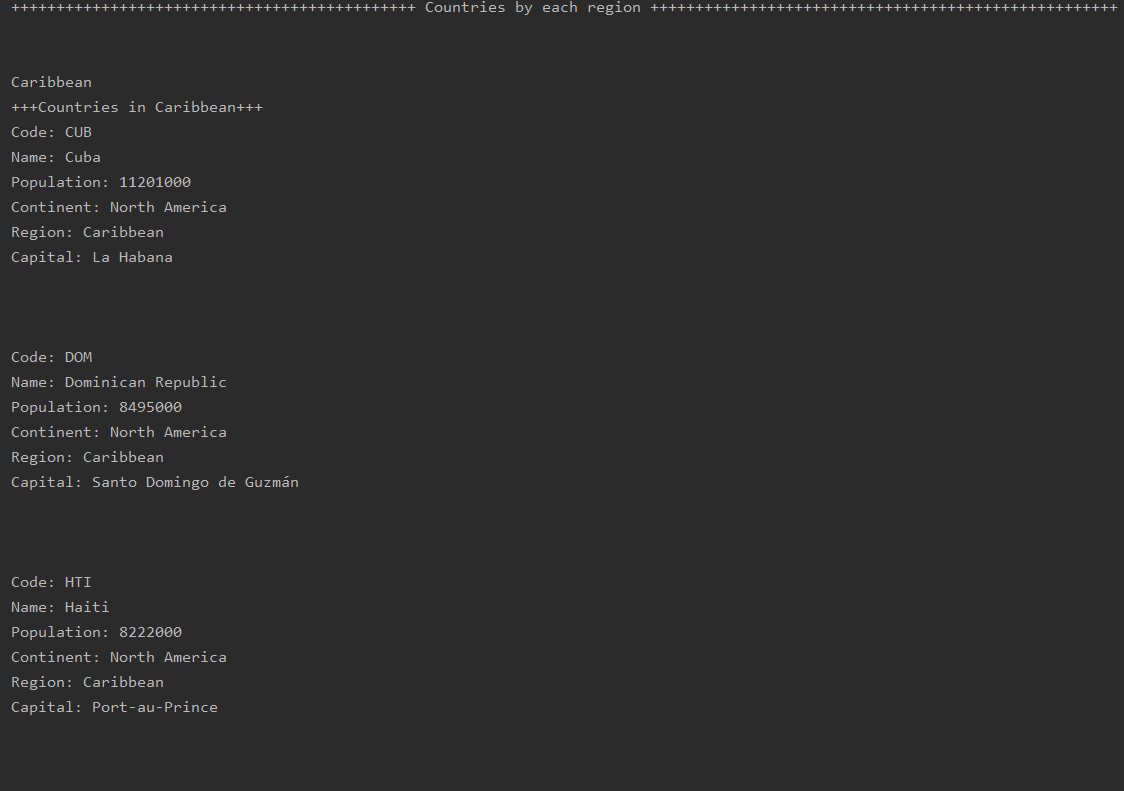 +++++++++++++++++++++++++++++++++++++++++++++ Countries by each region ++++++++++++++++++++++++++++++++++++++++++++++++++++
Caribbean
+++Countries in Caribbean+++
Code: CUB
Name: Cuba
Population: 11201000
Continent: North America
Region: Caribbean
Capital: La Habana
Code: DOM
Name: Dominican Republic
Population: 8495000
Continent: North America
Region: Caribbean
Capital: Santo Domingo de Guzmán
Code: HTI
Name: Haiti
Population: 8222000
Continent: North America
Region: Caribbean
Capital: Port-au-Prince